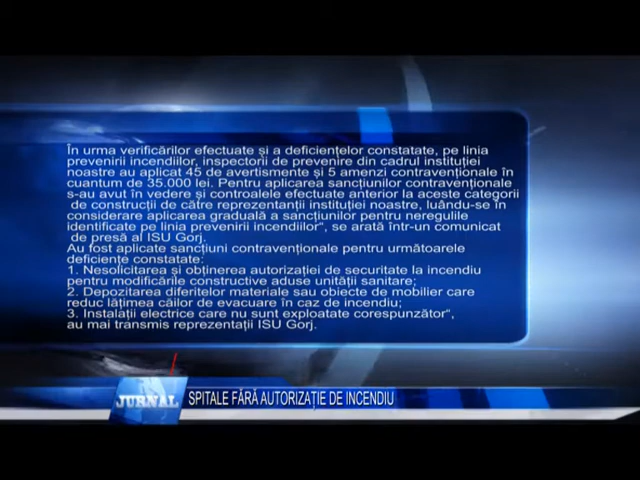 În urma verificărilor efectuate și a deficiențelor constatate, pe linia
prevenirii incendiilor, inspectorii de prevenire din cadrul instituției
noastre au aplicat 45 de avertismente și 5 amenzi contravenționale în
cuantum de 35.000 lei. Pentru aplicarea sancțiunilor contravenționale
s-au avut în vedere și controalele efectuate anterior la aceste categorii
de construcții de către reprezentanții instituției noastre, luându-se în
considerare aplicarea graduală a sancțiunilor pentru neregulile
identificate pe linia prevenirii incendiilor", se arată într-un comunicat
de presă al ISU Gorj.
Au fost aplicate sancțiuni contravenționale pentru următoarele
deficiențe constatate:
1. Nesolicitarea și obținerea autorizației de securitate la incendiu
pentru modificările constructive aduse unității sanitare;
2. Depozitarea diferitelor materiale sau obiecte de mobilier care
reduc lățimea căilor de evacuare în caz de incendiu;
3. Instalații electrice care nu sunt exploatate corespunzător",
au mai transmis reprezentații ISU Gorj.
JURNAL
SPITALE FĂRĂ AUTORIZAȚIE DE INCENDIU